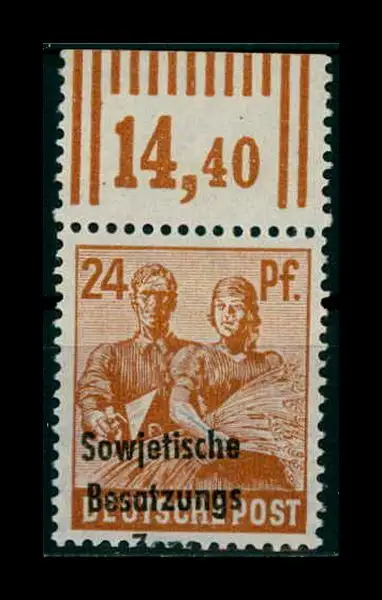 14,40
24 Pf.
Sowjetische
Besatzungs
DEUTSCHE POST